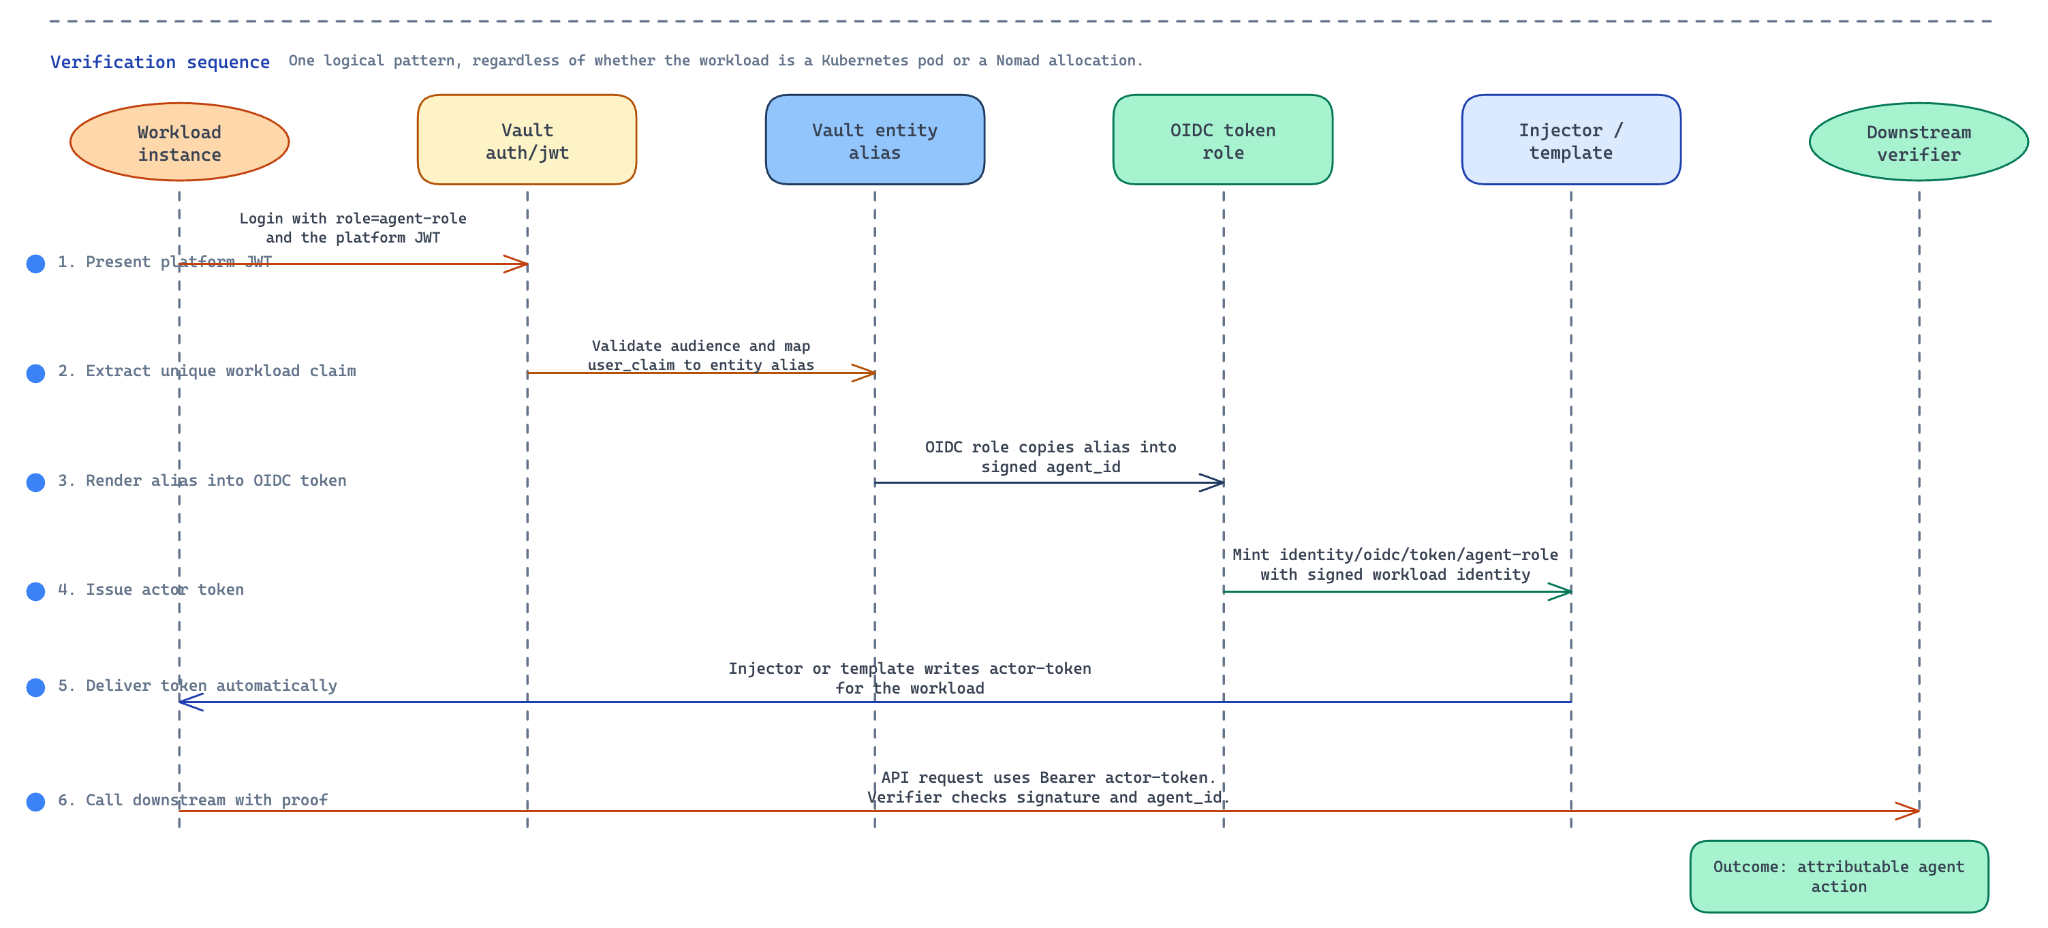 Verification sequence One logical pattern, regardless of whether the workload is a Kubernetes pod or a Nomad allocation.
Workload
instance
Vault
auth/jwt
Vault entity
alias
OIDC token
role
Injector /
template
Downstream
verifier
Login with role=agent-role
and the platform JWT
1. Present platform JWT
Validate audience and map
user_claim to entity alias
2. Extract unique workload claim
OIDC role copies alias into
signed agent_id
3. Render alias into OIDC token
Mint identity/oidc/token/agent-role
with signed workload identity
4. Issue actor token
Injector or template writes actor-token
for the workload
5. Deliver token automatically
API request uses Bearer actor-token.
Verifier checks signature and agent_id.
6. Call downstream with proof
Outcome: attributable agent
action